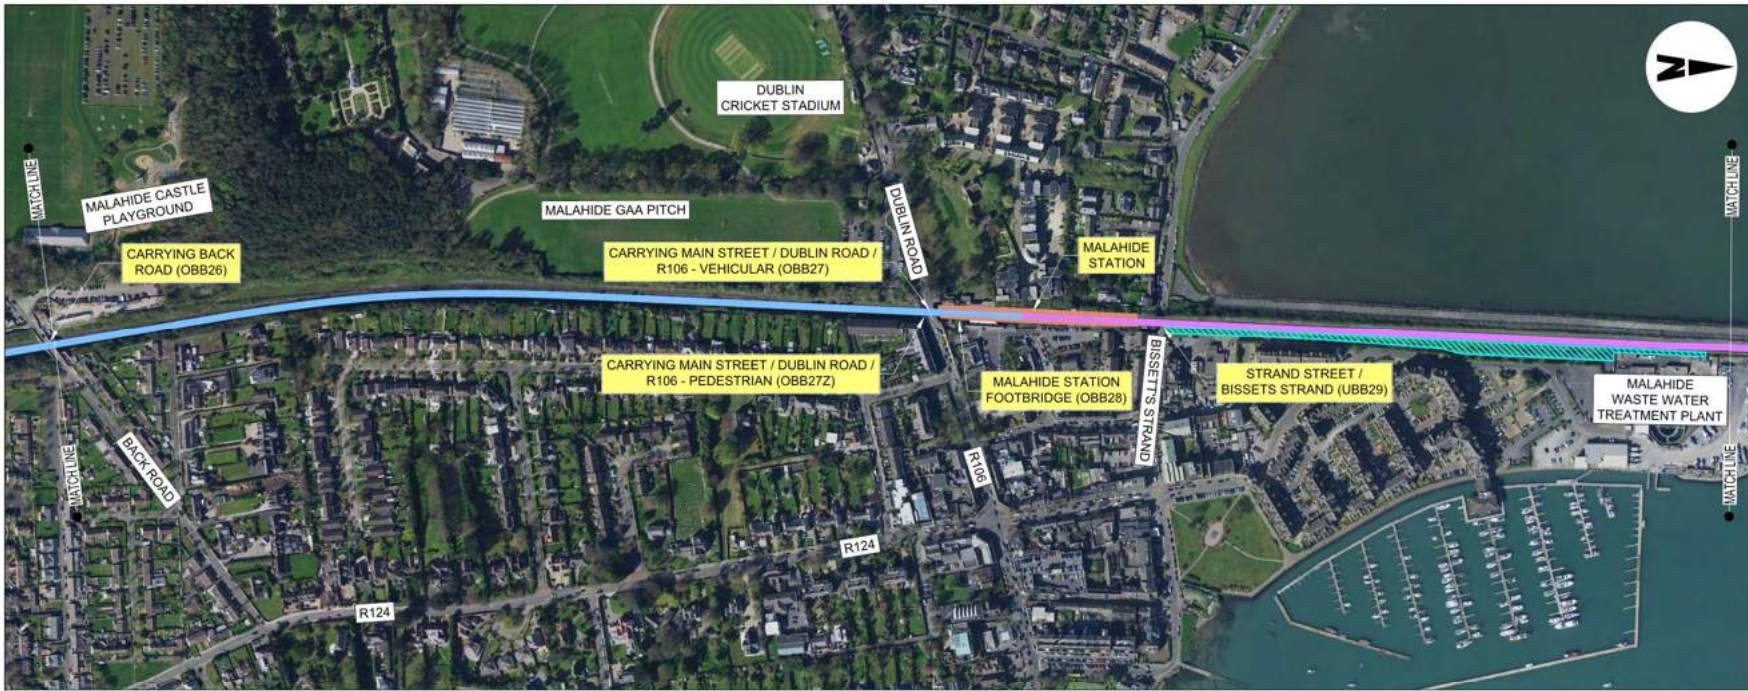 DUBLIN
CRICKET STADIUM
N
MATCH LINE
MATCH LINE
MALAHIDE CASTLE
PLAYGROUND
MALAHIDE GAA PITCH
DUBLIN ROAD
CARRYING BACK
ROAD (OBB26)
CARRYING MAIN STREET / DUBLIN ROAD /
R106 - VEHICULAR (OBB27)
MALAHIDE
STATION
CARRYING MAIN STREET / DUBLIN ROAD /
R106 - PEDESTRIAN (OBB27Z)
MALAHIDE STATION
FOOTBRIDGE (OBB28)
BISSETT'S STRAND
STRAND STREET /
BISSETS STRAND (UBB29)
MALAHIDE
WASTE WATER
TREATMENT PLANT
BACK ROAD
MATCH LINE
R106
MATCH LINE
R124
R124